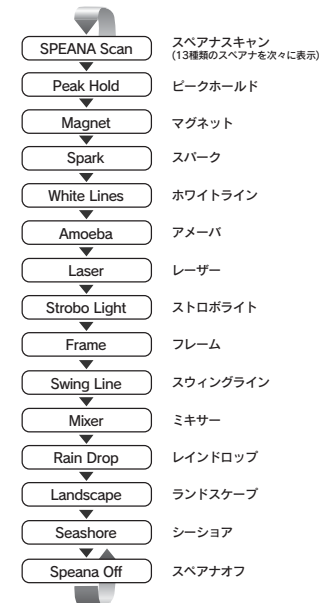 SPEANA Scan
スペアナスキャン
(13種類のスペアナを次々に表示)
Peak Hold
ピークホールド
Magnet
マグネット
Spark
スパーク
White Lines
ホワイトライン
Amoeba
アメーバ
Laser
レーザー
Strobo Light
ストロボライト
Frame
フレーム
Swing Line
スウィングライン
Mixer
ミキサー
Rain Drop
レインドロップ
Landscape
ランドスケープ
Seashore
シーショア
Speana Off
スペアナオフ